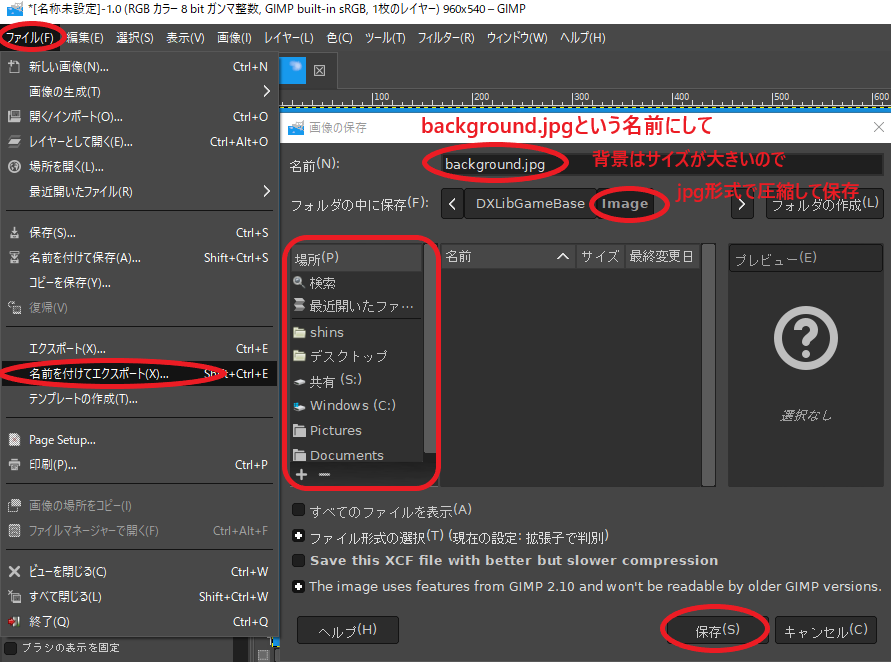 *[名称未設定]-1.0 (RGB カラー 8 bit ガンマ整数, GIMP built-in sRGB, 1枚のレイヤー) 960x540 – GIMP
ファイル(F) 編集(E) 選択(S) 表示(V) 画像(I) レイヤー(L) 色(C) ツール(T) フィルター(R) ウィンドウ(W) ヘルプ(H)
新しい画像(N)... Ctrl+N
画像の生成(T)
開く/インポート(O)... Ctrl+O
レイヤーとして開く(E)... Ctrl+Alt+O
場所を開く(L)...
最近開いたファイル(R)
保存(S)... Ctrl+S
名前を付けて保存(A)... Shift+Ctrl+S
コピーを保存(Y)...
復帰(V)
エクスポート(X)... Ctrl+E
名前を付けてエクスポート(X)... Shift+Ctrl+E
テンプレートの作成(T)...
Page Setup...
印刷(P)... Ctrl+P
画像の場所をコピー(I)
ファイルマネージャーで開く(F) Ctrl+Alt+F
ビューを閉じる(C) Ctrl+W
すべて閉じる(L) Shift+Ctrl+W
終了(Q) Ctrl+Q
ブラシの表示を固定
100 200 300 400 500 600
画像の保存
background.jpgという名前にして
名前(N): background.jpg
背景はサイズが大きいので
jpg形式で圧縮して保存
フォルダの中に保存(F): DXLibGameBase Image フォルダの作成(L)
場所(P)
検索
最近開いたファ…
shins
デスクトップ
共有 (S:)
Windows (C:)
Pictures
Documents
名前 サイズ 最終変更日
プレビュー(E)
選択なし
すべてのファイルを表示(A)
ファイル形式の選択(T) (現在の設定: 拡張子で判別)
Save this XCF file with better but slower compression
The image uses features from GIMP 2.10 and won't be readable by older GIMP versions.
ヘルプ(H) 保存(S) キャンセル(C)